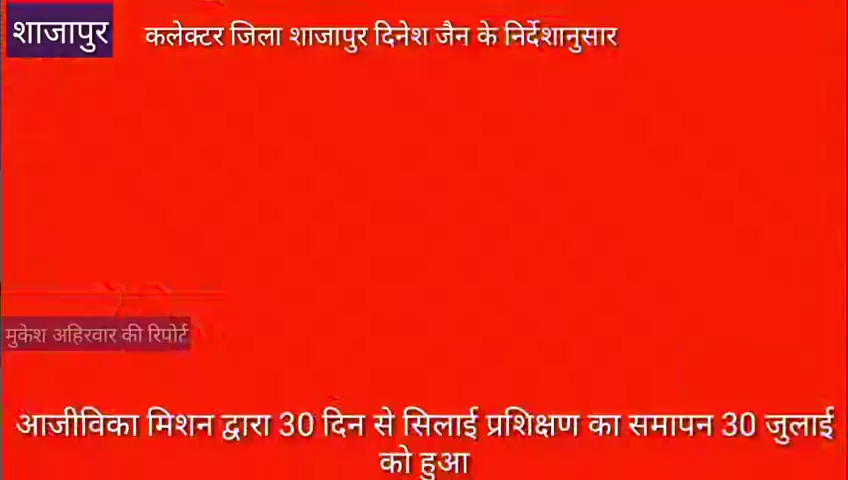 शाजापुर
कलेक्टर जिला शाजापुर दिनेश जैन के निर्देशानुसार
मुकेश अहिरवार की रिपोर्ट
आजीविका मिशन द्वारा 30 दिन से सिलाई प्रशिक्षण का समापन 30 जुलाई
को हुआ